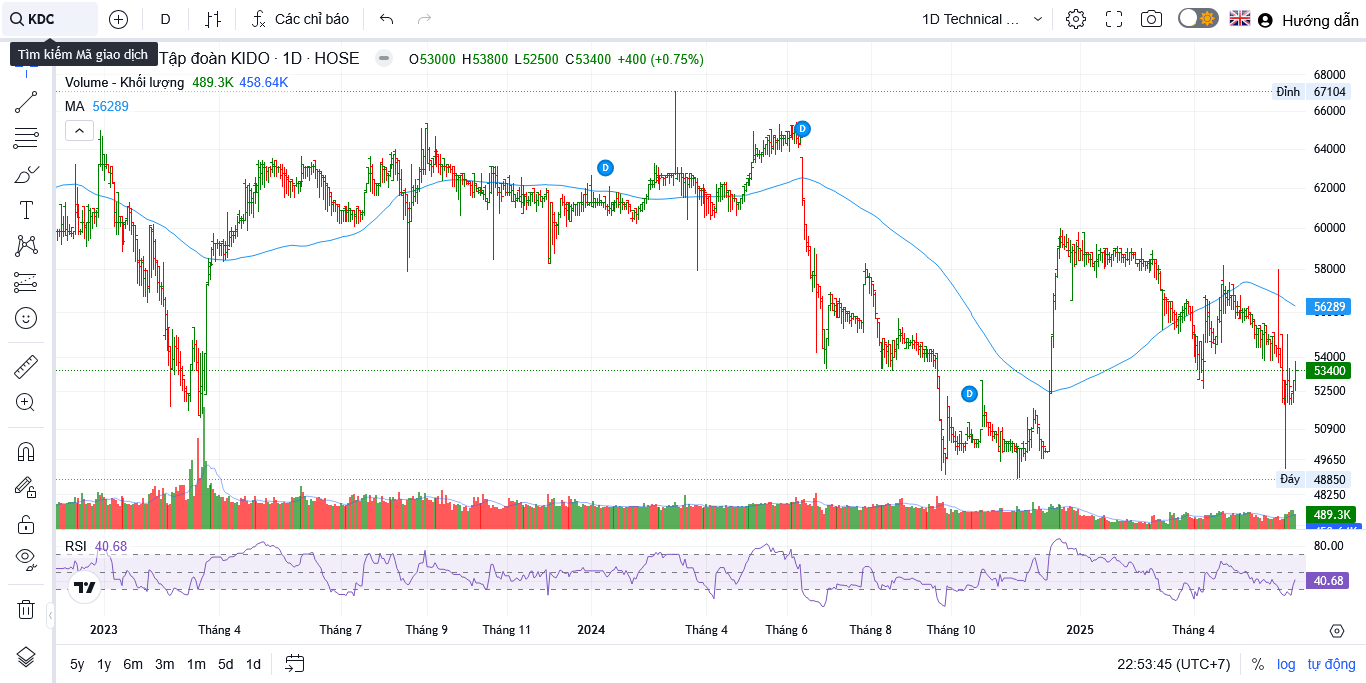 KDC
D
Các chỉ báo
1D Technical ...
Hướng dẫn
Tìm kiếm Mã giao dịch
Tập đoàn KIDO · 1D · HOSE
O53000 H53800 L52500 C53400 +400 (+0.75%)
Volume - Khối lượng 489.3K 458.64K
MA 56289
68000
Đỉnh 67104
66000
64000
62000
60000
58000
56289
54000
53400
52500
50900
49650
Đáy 48850
48250
489.3K
D
D
D
RSI 40.68
80.00
40.68
2023
Tháng 4
Tháng 7
Tháng 9
Tháng 11
2024
Tháng 4
Tháng 6
Tháng 8
Tháng 10
2025
Tháng 4
5y 1y 6m 3m 1m 5d 1d
22:53:45 (UTC+7)
% log tự động